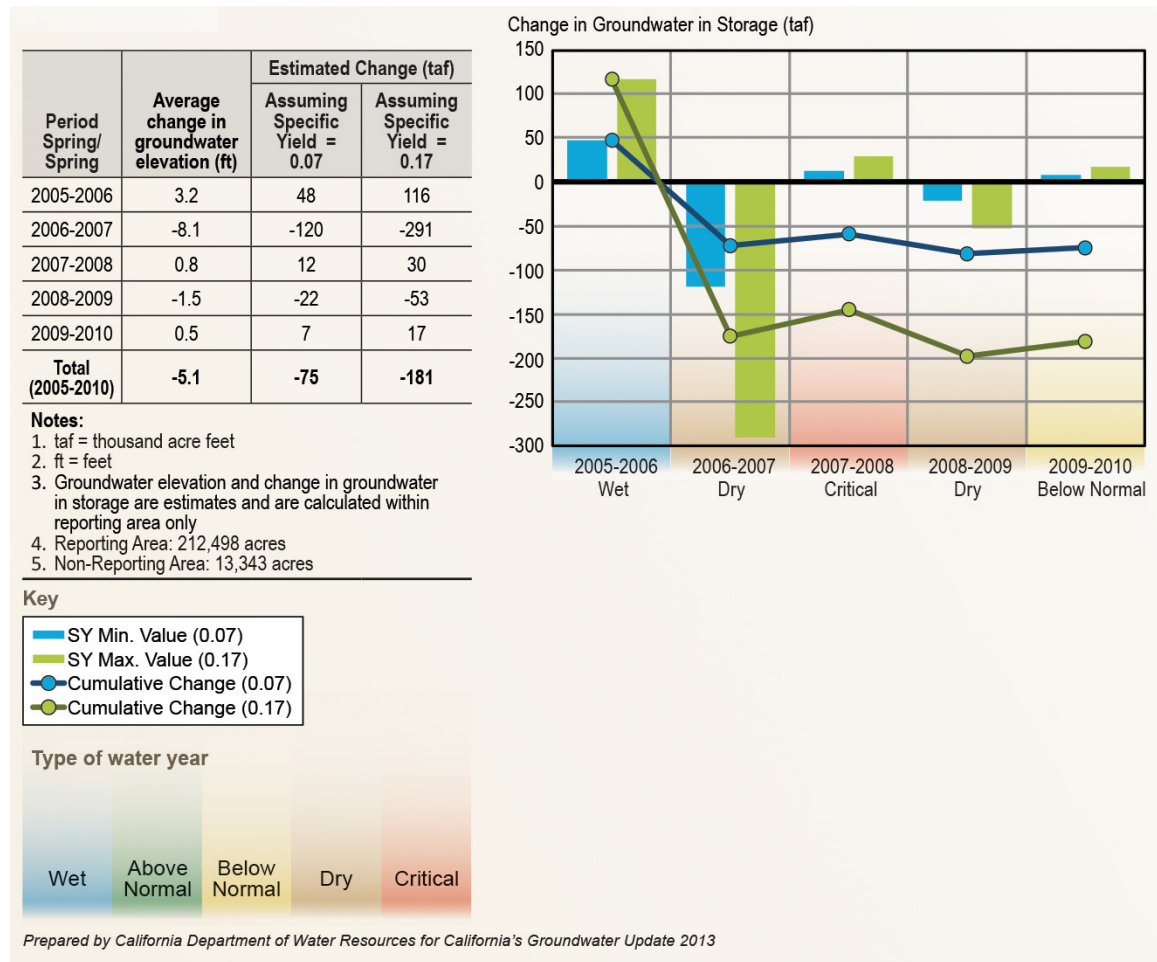 Change in Groundwater in Storage (taf)
Period Spring/ Spring
Average change in groundwater elevation (ft)
Estimated Change (taf)
Assuming Specific Yield = 0.07
Assuming Specific Yield = 0.17
2005-2006 3.2 48 116
2006-2007 -8.1 -120 -291
2007-2008 0.8 12 30
2008-2009 -1.5 -22 -53
2009-2010 0.5 7 17
Total (2005-2010) -5.1 -75 -181
Notes:
1. taf = thousand acre feet
2. ft = feet
3. Groundwater elevation and change in groundwater
in storage are estimates and are calculated within
reporting area only
4. Reporting Area: 212,498 acres
5. Non-Reporting Area: 13,343 acres
150
100
50
0
-50
-100
-150
-200
-250
-300
2005-2006 2006-2007 2007-2008 2008-2009 2009-2010
Wet Dry Critical Dry Below Normal
Key
SY Min. Value (0.07)
SY Max. Value (0.17)
Cumulative Change (0.07)
Cumulative Change (0.17)
Type of water year
Wet
Above Normal
Below Normal
Dry
Critical
Prepared by California Department of Water Resources for California's Groundwater Update 2013